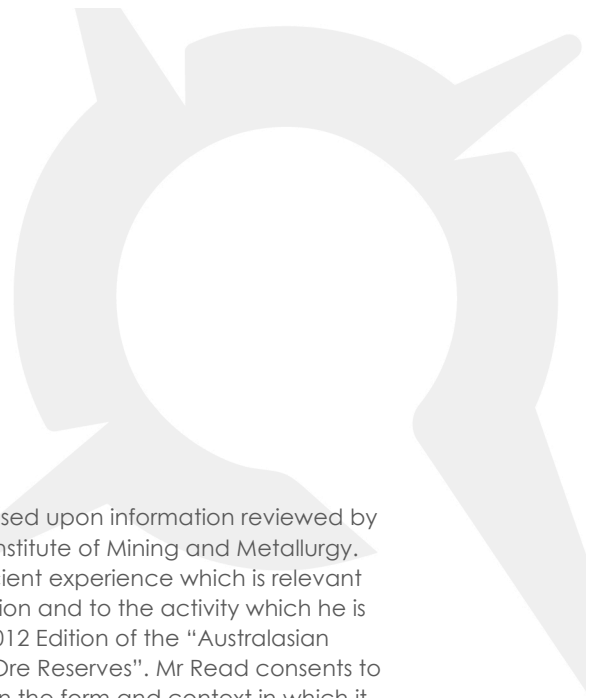 sed upon information reviewed by
nstitute of Mining and Metallurgy.
cient experience which is relevant
ion and to the activity which he is
012 Edition of the “Australasian
Ore Reserves”. Mr Read consents to
n the form and context in which it